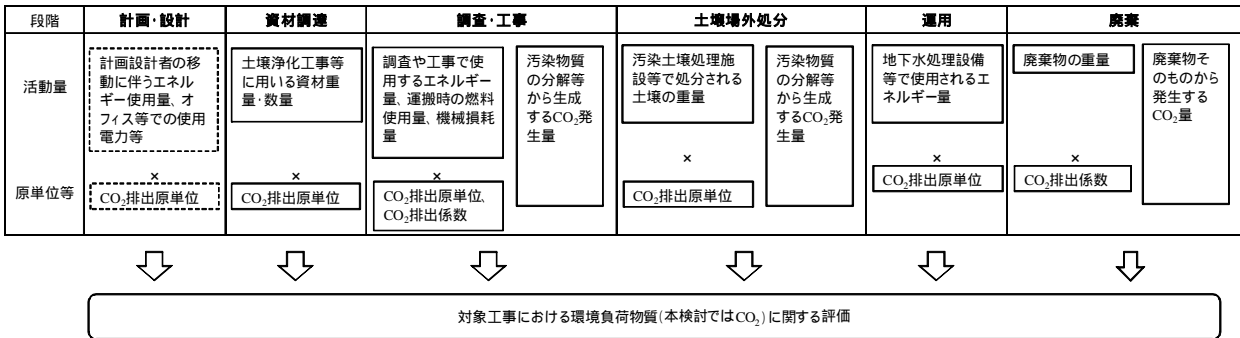 段階
計画･設計
資材調達
調査･工事
土壌場外処分
運用
廃棄
活動量
計画設計者の移
動に伴うエネル
ギー使用量、オ
フィス等での使用
電力等
土壌浄化工事等
に用いる資材重
量･数量
調査や工事で使
用するエネルギー
量、運搬時の燃料
使用量、機械損耗
量
汚染物質
の分解等
から生成
するCO₂発
生量
汚染土壌処理施
設等で処分される
土壌の重量
汚染物質
の分解等
から生成
するCO₂発
生量
地下水処理設備
等で使用されるエ
ネルギー量
廃棄物の重量
廃棄物そ
のものから
発生する
CO₂量
×
×
×
×
×
×
原単位等
CO₂排出原単位
CO₂排出原単位
CO₂排出原単位、
CO₂排出係数
CO₂排出原単位
CO₂排出原単位
CO₂排出係数
対象工事における環境負荷物質(本検討ではCO₂)に関する評価